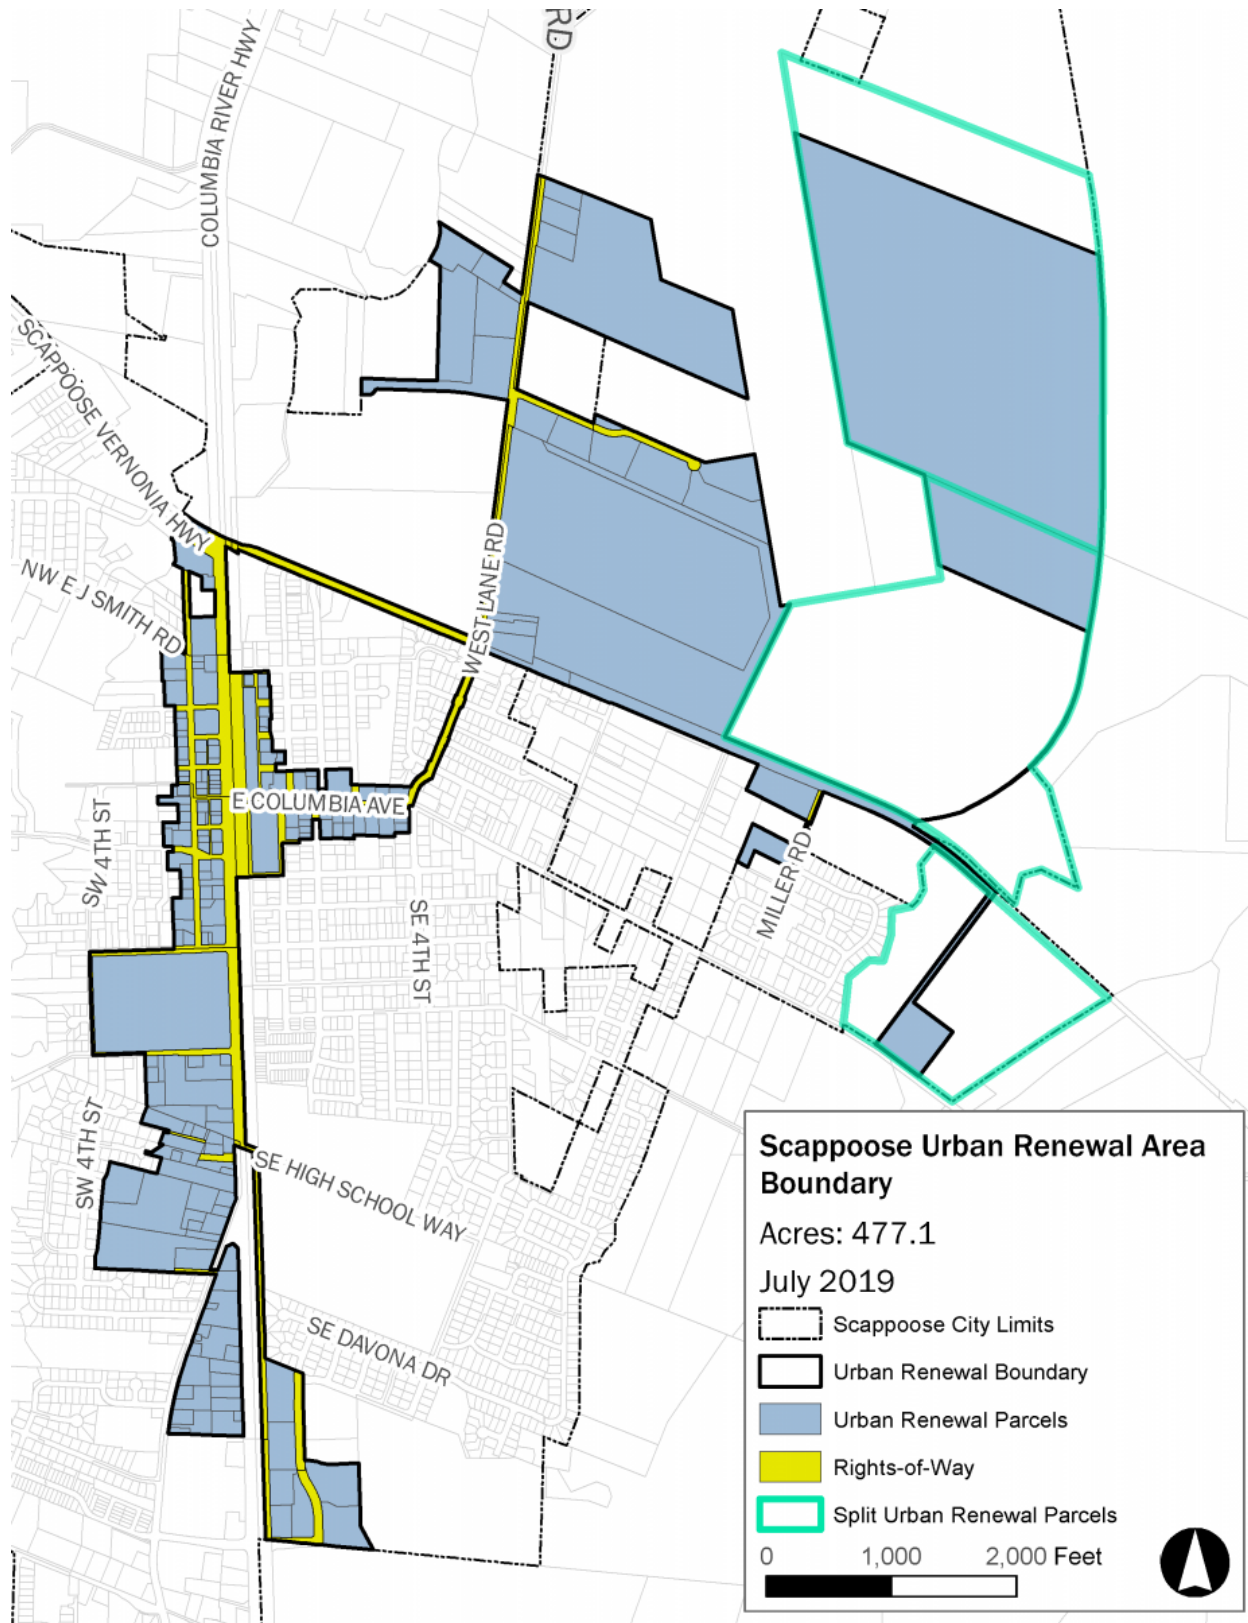 RD
COLUMBIA RIVER HWY
SCAPPOOSE VERNONIA HWY
NW E J SMITH RD
WEST LANE RD
E COLUMBIA AVE
SW 4TH ST
SE 4TH ST
MILLER RD
SW 4TH ST
SE HIGH SCHOOL WAY
SE DAVONA DR
Scappoose Urban Renewal Area
Boundary
Acres: 477.1
July 2019
Scappoose City Limits
Urban Renewal Boundary
Urban Renewal Parcels
Rights-of-Way
Split Urban Renewal Parcels
0 1,000 2,000 Feet